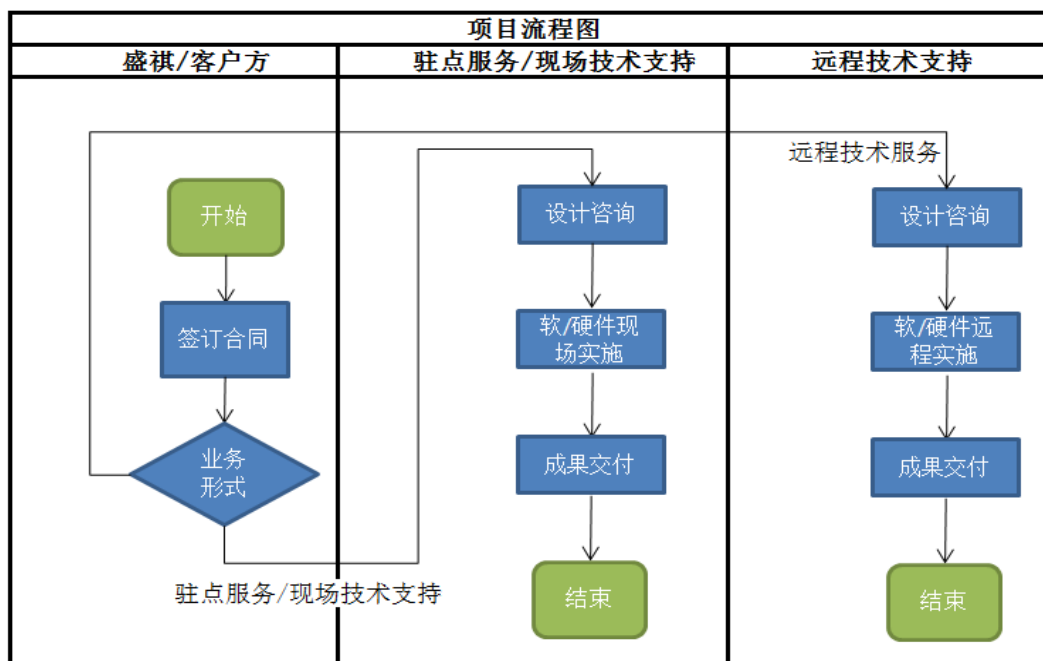 项目流程图
盛祺/客户方
驻点服务/现场技术支持
远程技术支持
开始
签订合同
业务
形式
驻点服务/现场技术支持
设计咨询
软/硬件现
场实施
成果交付
结束
远程技术服务
设计咨询
软/硬件远
程实施
成果交付
结束